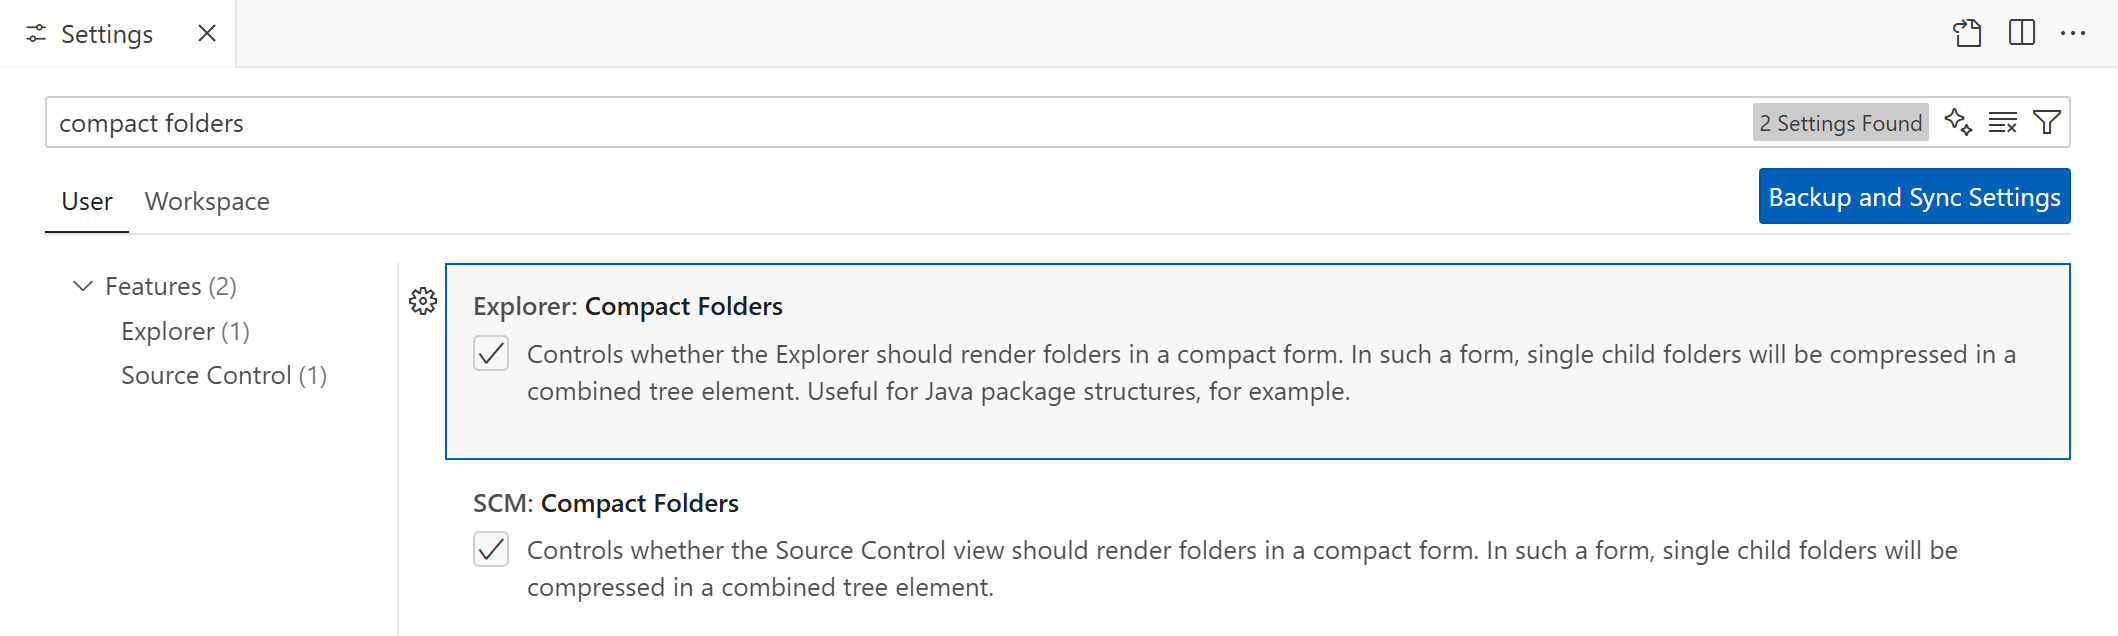 Settings
compact folders
2 Settings Found
User
Workspace
Backup and Sync Settings
Features (2)
Explorer (1)
Source Control (1)
Explorer: Compact Folders
Controls whether the Explorer should render folders in a compact form. In such a form, single child folders will be compressed in a
combined tree element. Useful for Java package structures, for example.
SCM: Compact Folders
Controls whether the Source Control view should render folders in a compact form. In such a form, single child folders will be
compressed in a combined tree element.